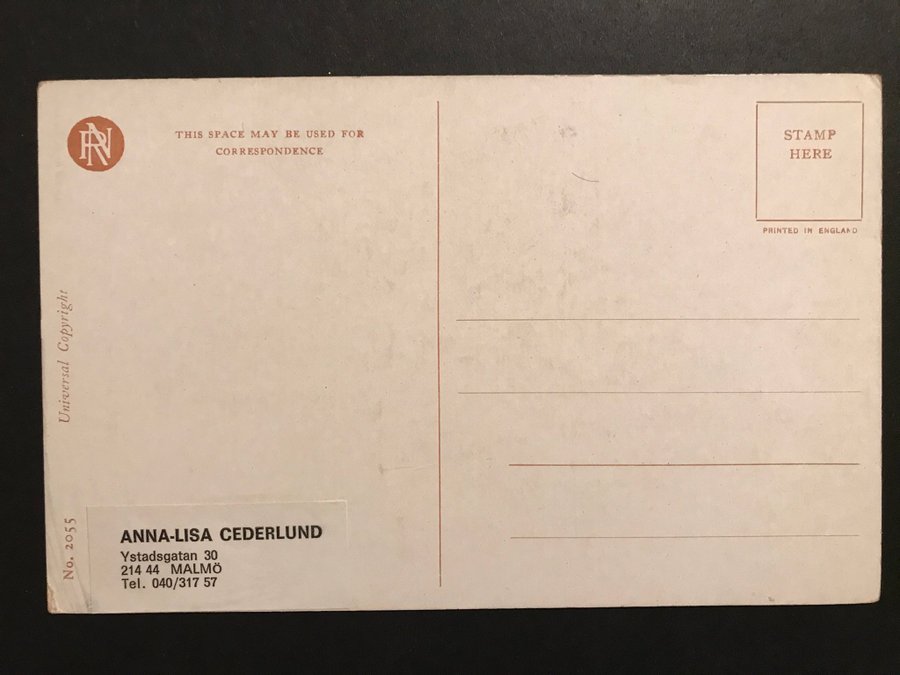 THIS SPACE MAY BE USED FOR
CORRESPONDENCE
STAMP
HERE
PRINTED IN ENGLAND
Universal Copyright
No. 2055
ANNA-LISA CEDERLUND
Ystadsgatan 30
214 44 MALMÖ
Tel. 040/317 57